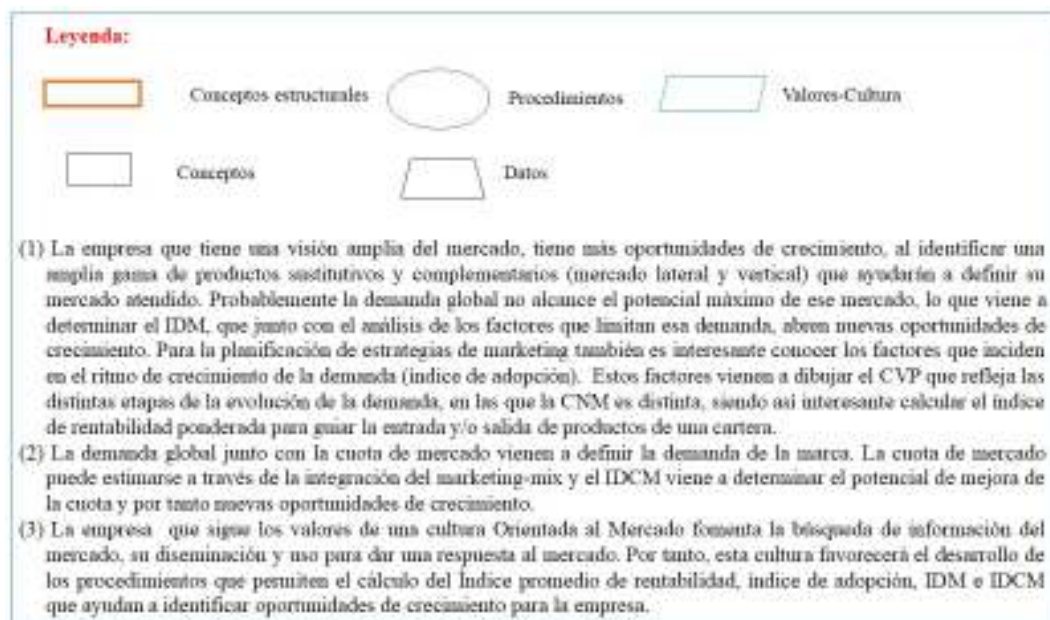 Leyenda:
Conceptos estructurales Procedimientos Valores-Cultura
Conceptos Datos
(1) La empresa que tiene una visión amplia del mercado, tiene más oportunidades de crecimiento, al identificar una
amplia gama de productos sustitutivos y complementarios (mercado lateral y vertical) que ayudarán a definir su
mercado atendido. Probablemente la demanda global no alcance el potencial máximo de ese mercado, lo que viene a
determinar el IDM, que junto con el análisis de los factores que limitan esa demanda, abren nuevas oportunidades de
crecimiento. Para la planificación de estrategias de marketing también es interesante conocer los factores que inciden
en el ritmo de crecimiento de la demanda (índice de adopción). Estos factores vienen a dibujar el CVP que refleja las
distintas etapas de la evolución de la demanda, en las que la CNM es distinta, siendo así interesante calcular el índice
de rentabilidad ponderada para guiar la entrada y/o salida de productos de una cartera.
(2) La demanda global junto con la cuota de mercado vienen a definir la demanda de la marca. La cuota de mercado
puede estimarse a través de la integración del marketing-mix y el IDCM viene a determinar el potencial de mejora de
la cuota y por tanto nuevas oportunidades de crecimiento.
(3) La empresa que sigue los valores de una cultura Orientada al Mercado fomenta la búsqueda de información del
mercado, su diseminación y uso para dar una respuesta al mercado. Por tanto, esta cultura favorecerá el desarrollo de
los procedimientos que permiten el cálculo del Índice promedio de rentabilidad, índice de adopción, IDM e IDCM
que ayudan a identificar oportunidades de crecimiento para la empresa.